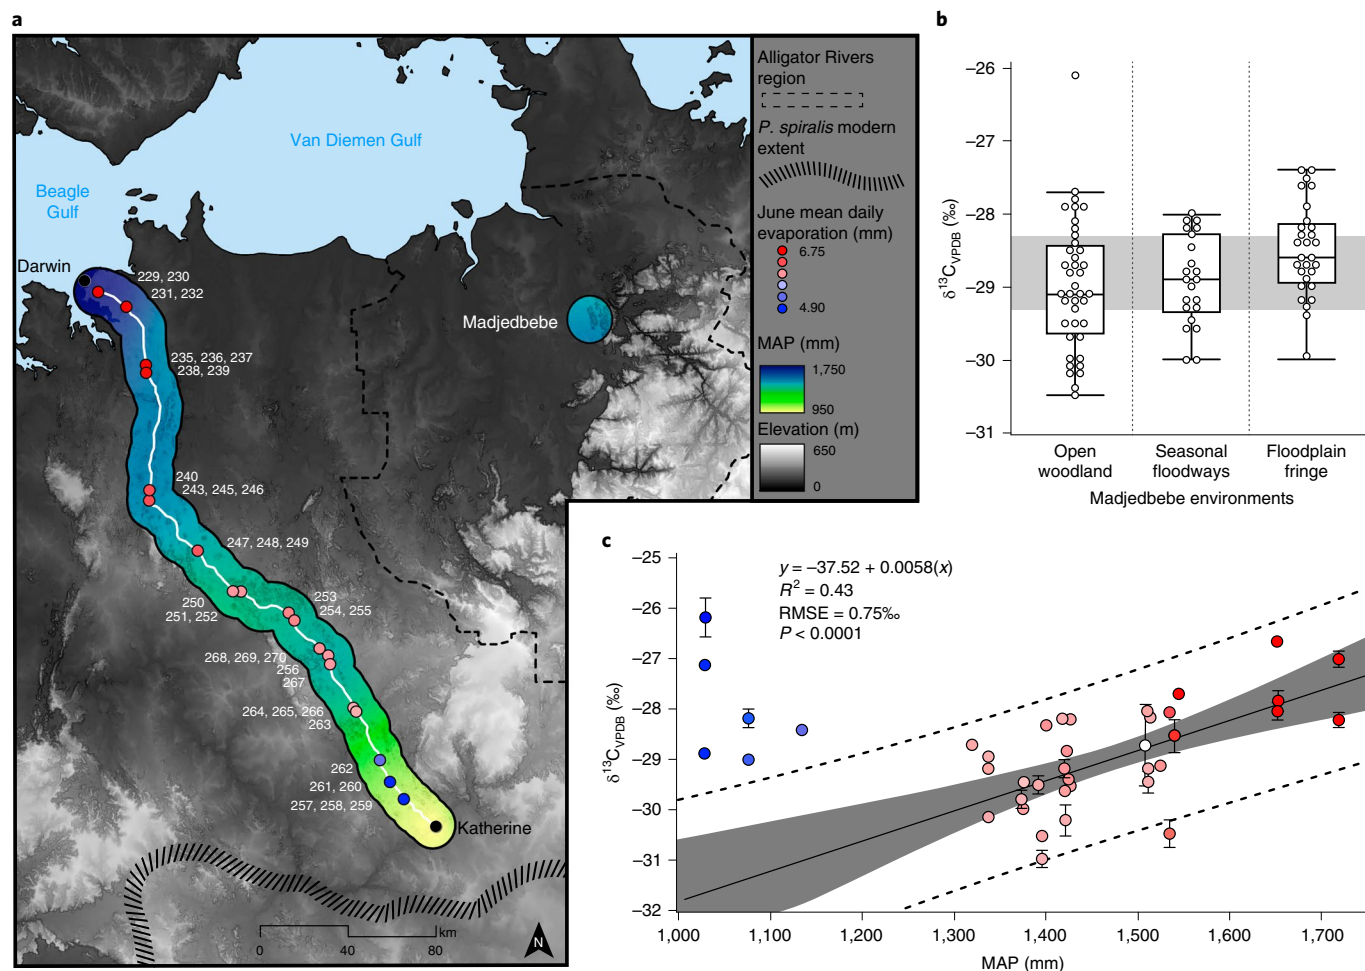 a
Van Diemen Gulf
Beagle
Gulf
Darwin
229, 230
231, 232
235, 236, 237
238, 239
Madjedbebe
240
243, 245, 246
247, 248, 249
250
251, 252
253
254, 255
268, 269, 270
256
267
264, 265, 266
263
262
261, 260
257, 258, 259
Katherine
0
40
80
km
N
Alligator Rivers
region
P. spiralis modern
extent
June mean daily
evaporation (mm)
6.75
4.90
MAP (mm)
1,750
950
Elevation (m)
650
0
b
δ¹³C_VPDB (‰)
–26
–27
–28
–29
–30
–31
Open
woodland
Seasonal
floodways
Floodplain
fringe
Madjedbebe environments
c
y = –37.52 + 0.0058(x)
R² = 0.43
RMSE = 0.75‰
P < 0.0001
δ¹³C_VPDB (‰)
–25
–26
–27
–28
–29
–30
–31
–32
1,000
1,100
1,200
1,300
1,400
1,500
1,600
1,700
MAP (mm)